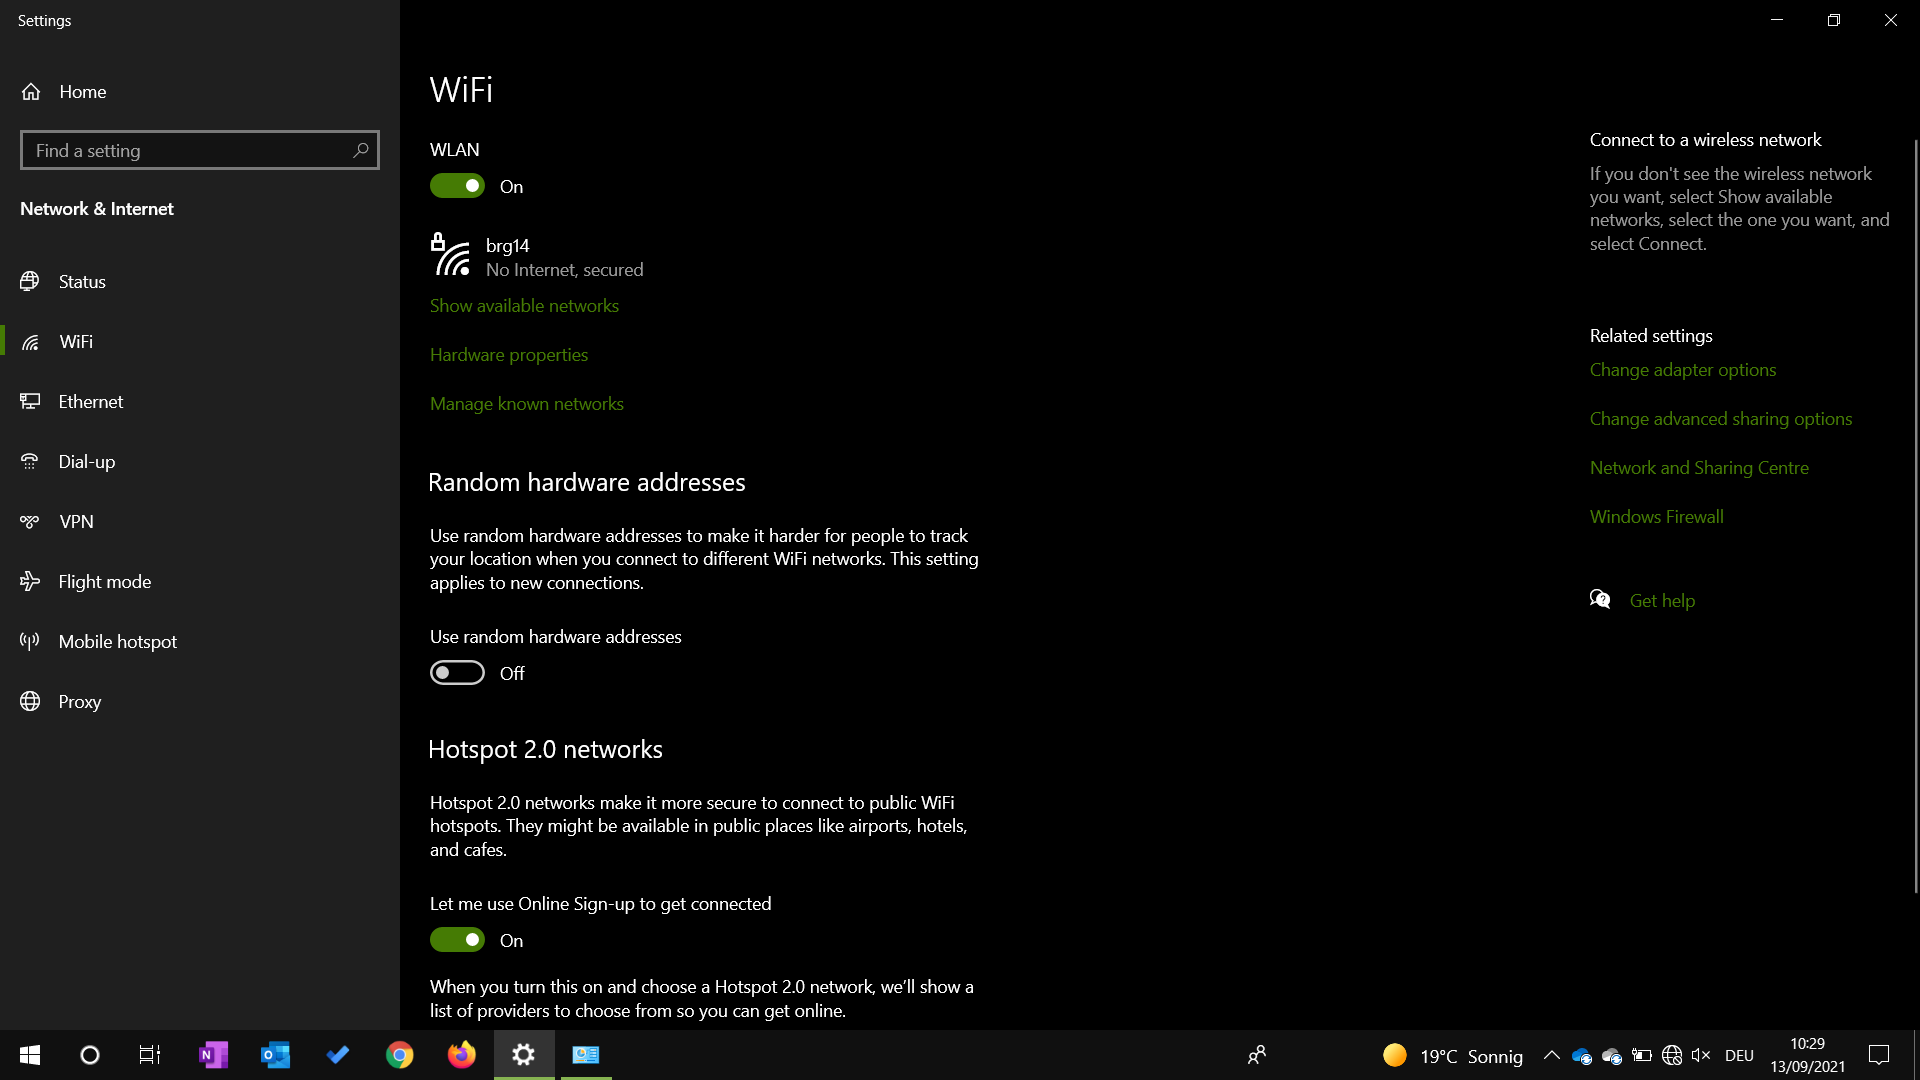 Settings
Home
Find a setting
Network & Internet
Status
WiFi
Ethernet
Dial-up
VPN
Flight mode
Mobile hotspot
Proxy
WiFi
WLAN
On
brg14
No Internet, secured
Show available networks
Hardware properties
Manage known networks
Random hardware addresses
Use random hardware addresses to make it harder for people to track
your location when you connect to different WiFi networks. This setting
applies to new connections.
Use random hardware addresses
Off
Hotspot 2.0 networks
Hotspot 2.0 networks make it more secure to connect to public WiFi
hotspots. They might be available in public places like airports, hotels,
and cafes.
Let me use Online Sign-up to get connected
On
When you turn this on and choose a Hotspot 2.0 network, we'll show a
list of providers to choose from so you can get online.
Connect to a wireless network
If you don't see the wireless network
you want, select Show available
networks, select the one you want, and
select Connect.
Related settings
Change adapter options
Change advanced sharing options
Network and Sharing Centre
Windows Firewall
Get help
19°C Sonnig
DEU
10:29
13/09/2021